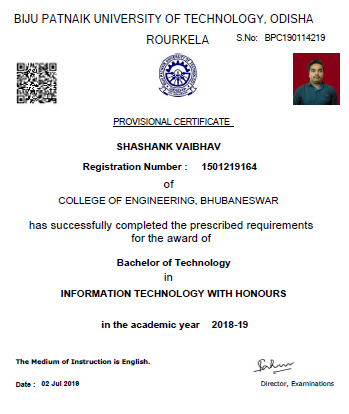 BIJU PATNAIK UNIVERSITY OF TECHNOLOGY, ODISHA
ROURKELA
S.No: BPC190114219
PROVISIONAL CERTIFICATE
SHASHANK VAIBHAV
Registration Number : 1501219164
of
COLLEGE OF ENGINEERING, BHUBANESWAR
has successfully completed the prescribed requirements
for the award of
Bachelor of Technology
in
INFORMATION TECHNOLOGY WITH HONOURS
in the academic year 2018-19
The Medium of Instruction is English.
Date : 02 Jul 2019
Director, Examinations